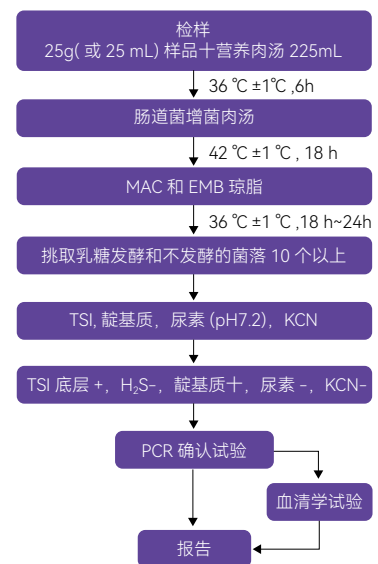 检样
25g( 或 25 mL) 样品十营养肉汤 225mL
36 ℃ ±1℃ ,6h
肠道菌增菌肉汤
42 ℃ ±1 ℃ , 18 h
MAC 和 EMB 琼脂
36 ℃ ±1 ℃ ,18 h~24h
挑取乳糖发酵和不发酵的菌落 10 个以上
TSI, 靛基质，尿素 (pH7.2)，KCN
TSI 底层 +，H₂S-，靛基质十，尿素 -，KCN-
PCR 确认试验
血清学试验
报告